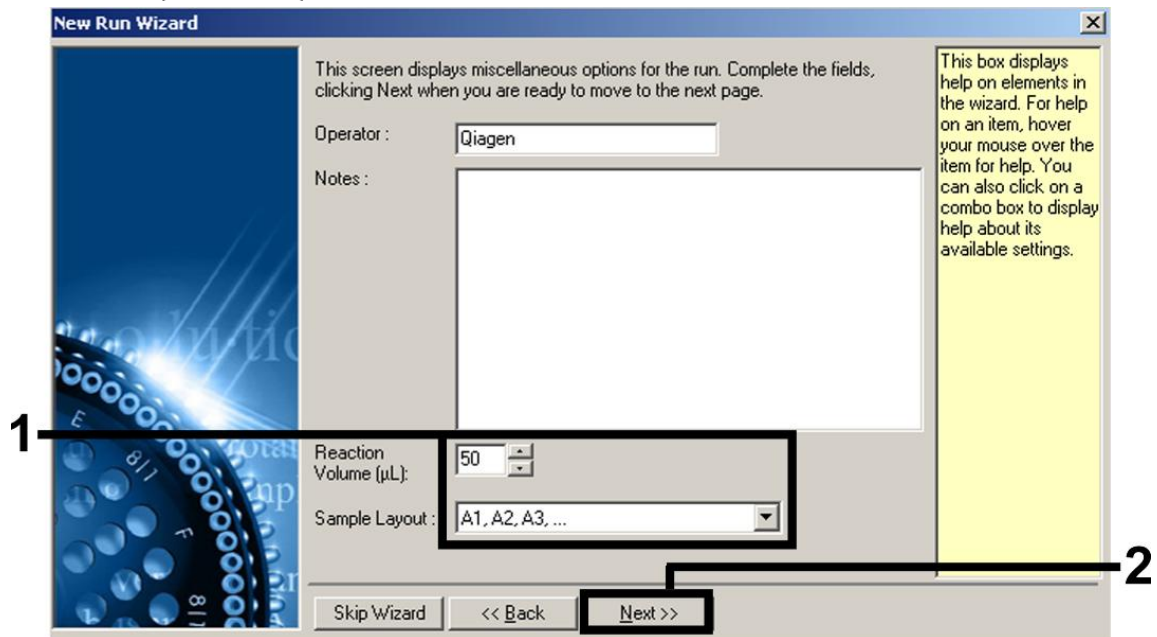 New Run Wizard
This screen displays miscellaneous options for the run. Complete the fields,
clicking Next when you are ready to move to the next page.
Operator :
Qiagen
Notes :
Reaction
Volume (µL):
50
Sample Layout :
A1, A2, A3, ...
Skip Wizard
<< Back
Next >>
This box displays
help on elements in
the wizard. For help
on an item, hover
your mouse over the
item for help. You
can also click on a
combo box to display
help about its
available settings.
1
2
E
8|1
F
8|1